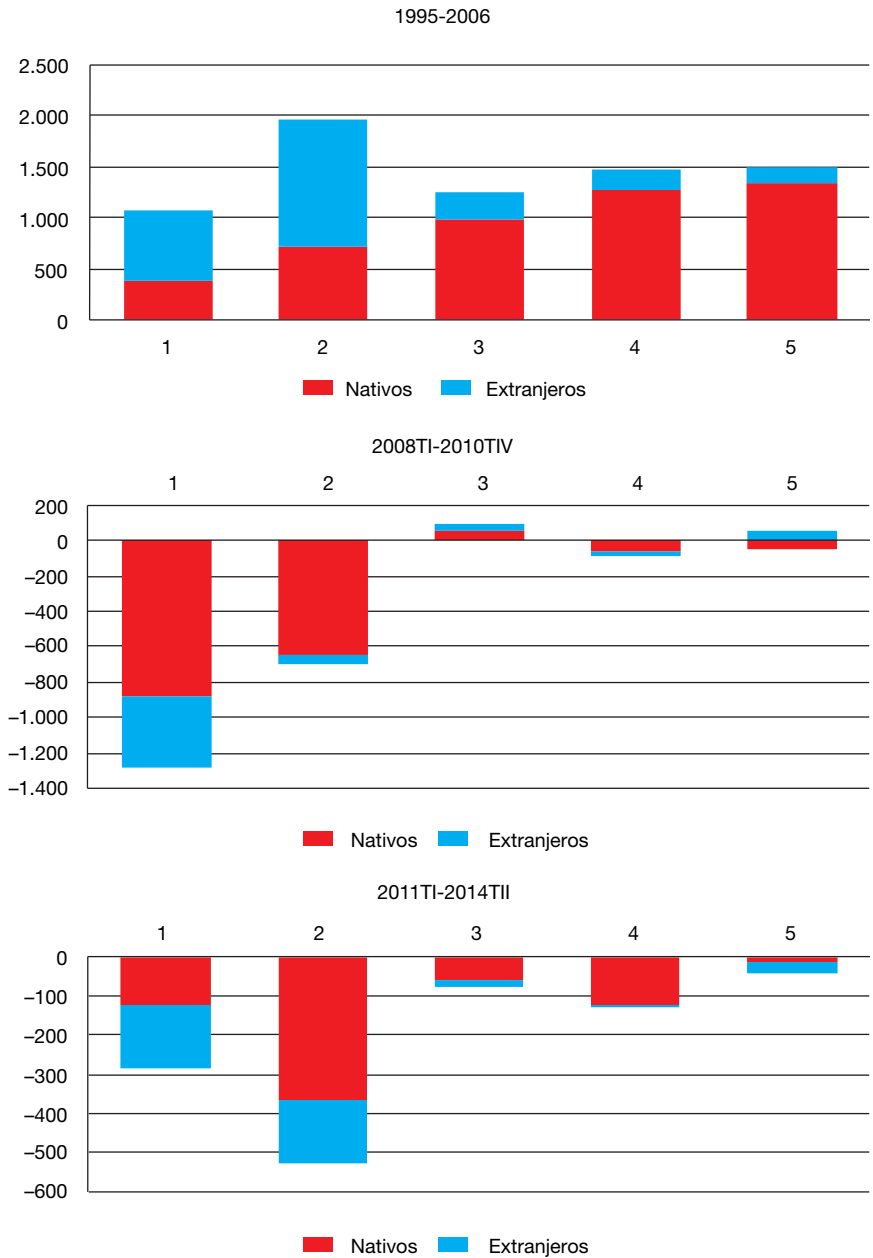 1995-2006
2.500
2.000
1.500
1.000
500
0
1 2 3 4 5
Nativos Extranjeros
2008TI-2010TIV
1 2 3 4 5
200
0
–200
–400
–600
–800
–1.000
–1.200
–1.400
Nativos Extranjeros
2011TI-2014TII
1 2 3 4 5
0
–100
–200
–300
–400
–500
–600
Nativos Extranjeros